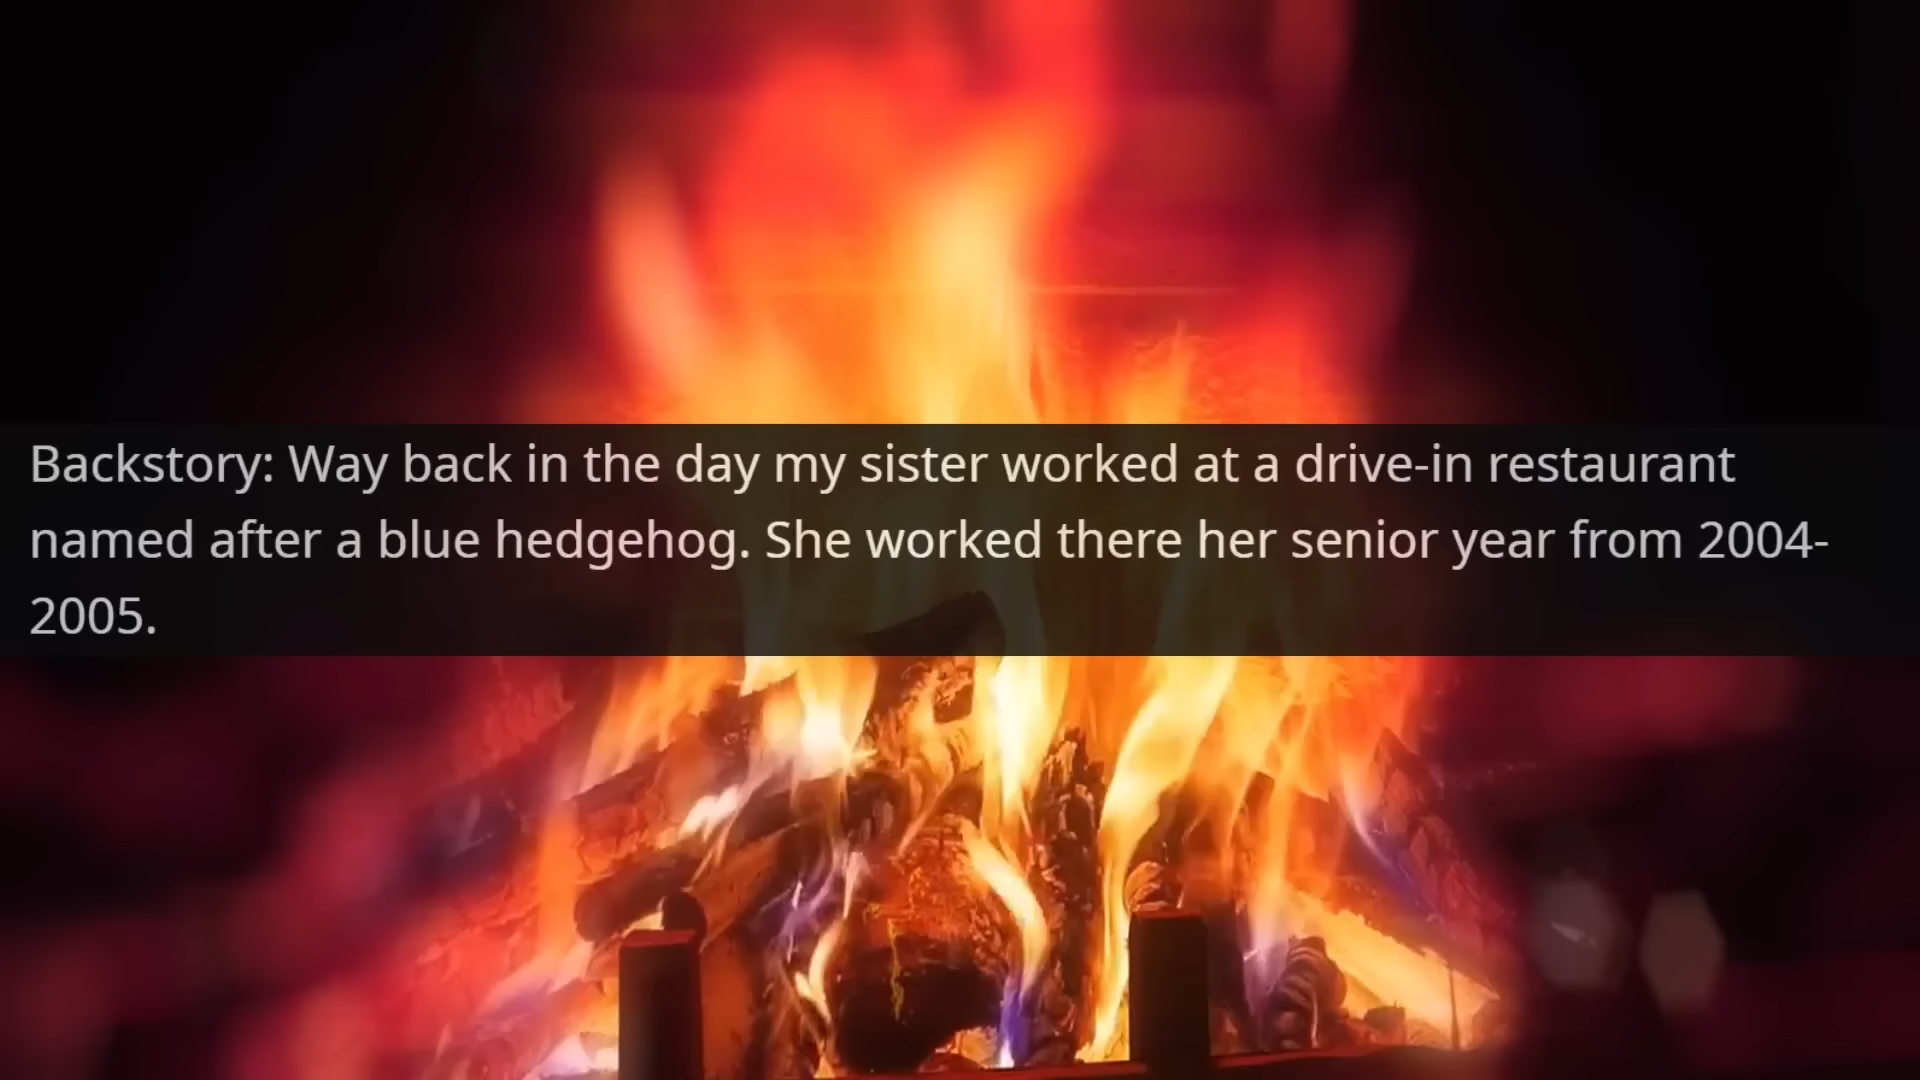 Backstory: Way back in the day my sister worked at a drive-in restaurant
named after a blue hedgehog. She worked there her senior year from 2004-
2005.